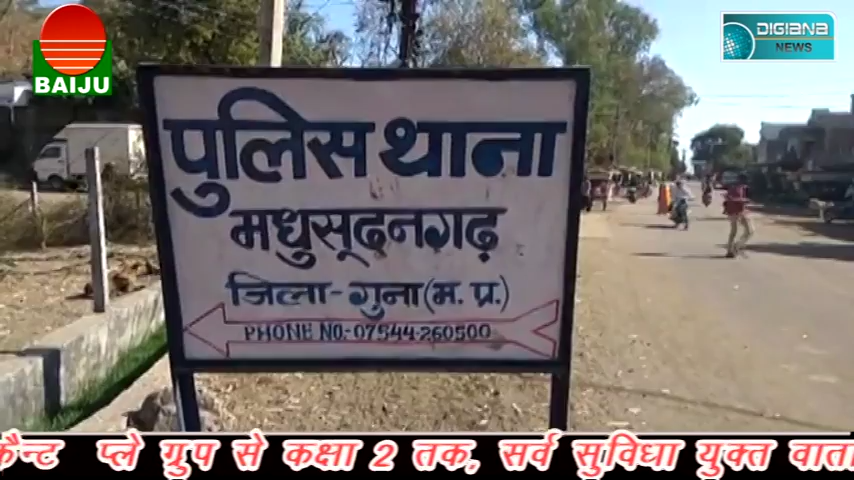 BAIJU
DIGIANA
NEWS
पुलिस थाना
मधुसूदनगढ़
जिला-गुना (म. प्र.)
PHONE NO.-07544-260500
प्ले ग्रुप से कक्षा 2 तक, सर्व सुविधा युक्त